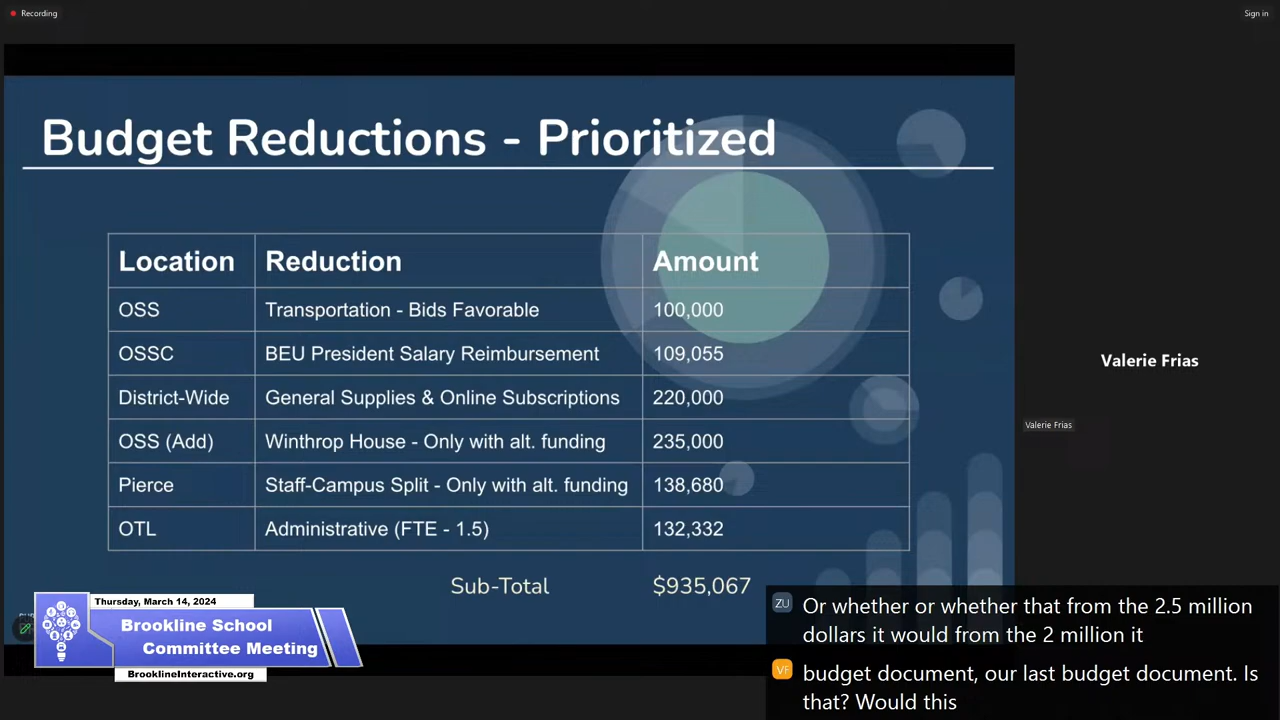 Recording
Sign in
Budget Reductions - Prioritized
Location Reduction Amount
OSS Transportation - Bids Favorable 100,000
OSSC BEU President Salary Reimbursement 109,055
District-Wide General Supplies & Online Subscriptions 220,000
OSS (Add) Winthrop House - Only with alt. funding 235,000
Pierce Staff-Campus Split - Only with alt. funding 138,680
OTL Administrative (FTE - 1.5) 132,332
Sub-Total $935,067
Valerie Frias
Valerie Frias
Thursday, March 14, 2024
Brookline School
Committee Meeting
BrooklineInteractive.org
ZU Or whether or whether that from the 2.5 million
dollars it would from the 2 million it
VF budget document, our last budget document. Is
that? Would this